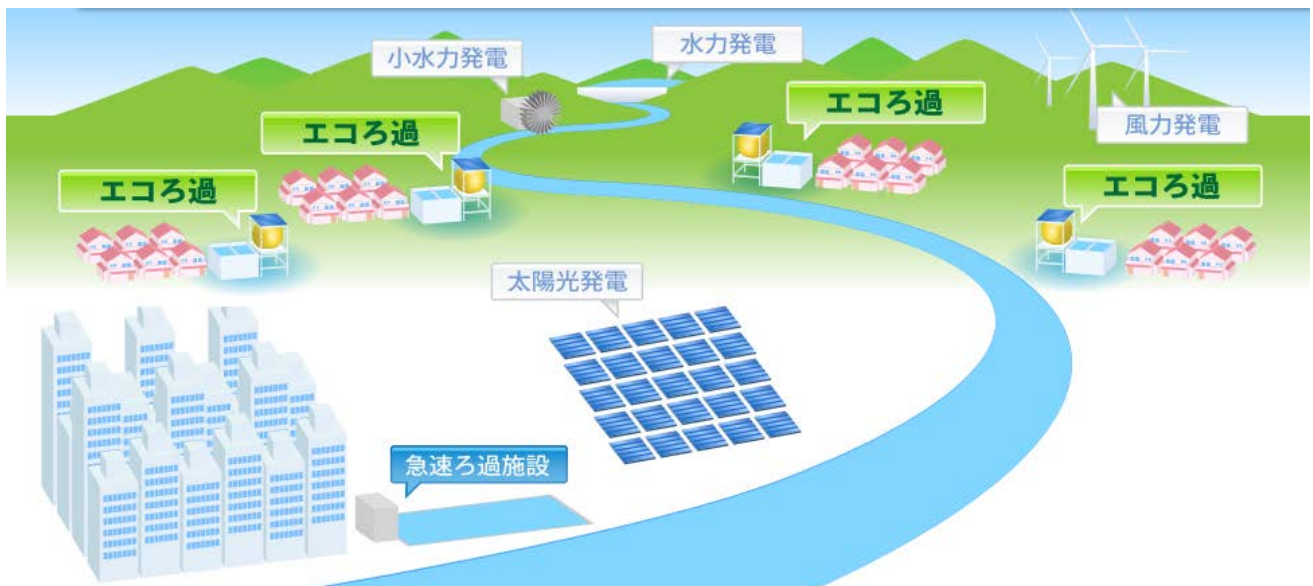 水力発電
小水力発電
エコろ過
エコろ過
風力発電
エコろ過
エコろ過
太陽光発電
急速ろ過施設